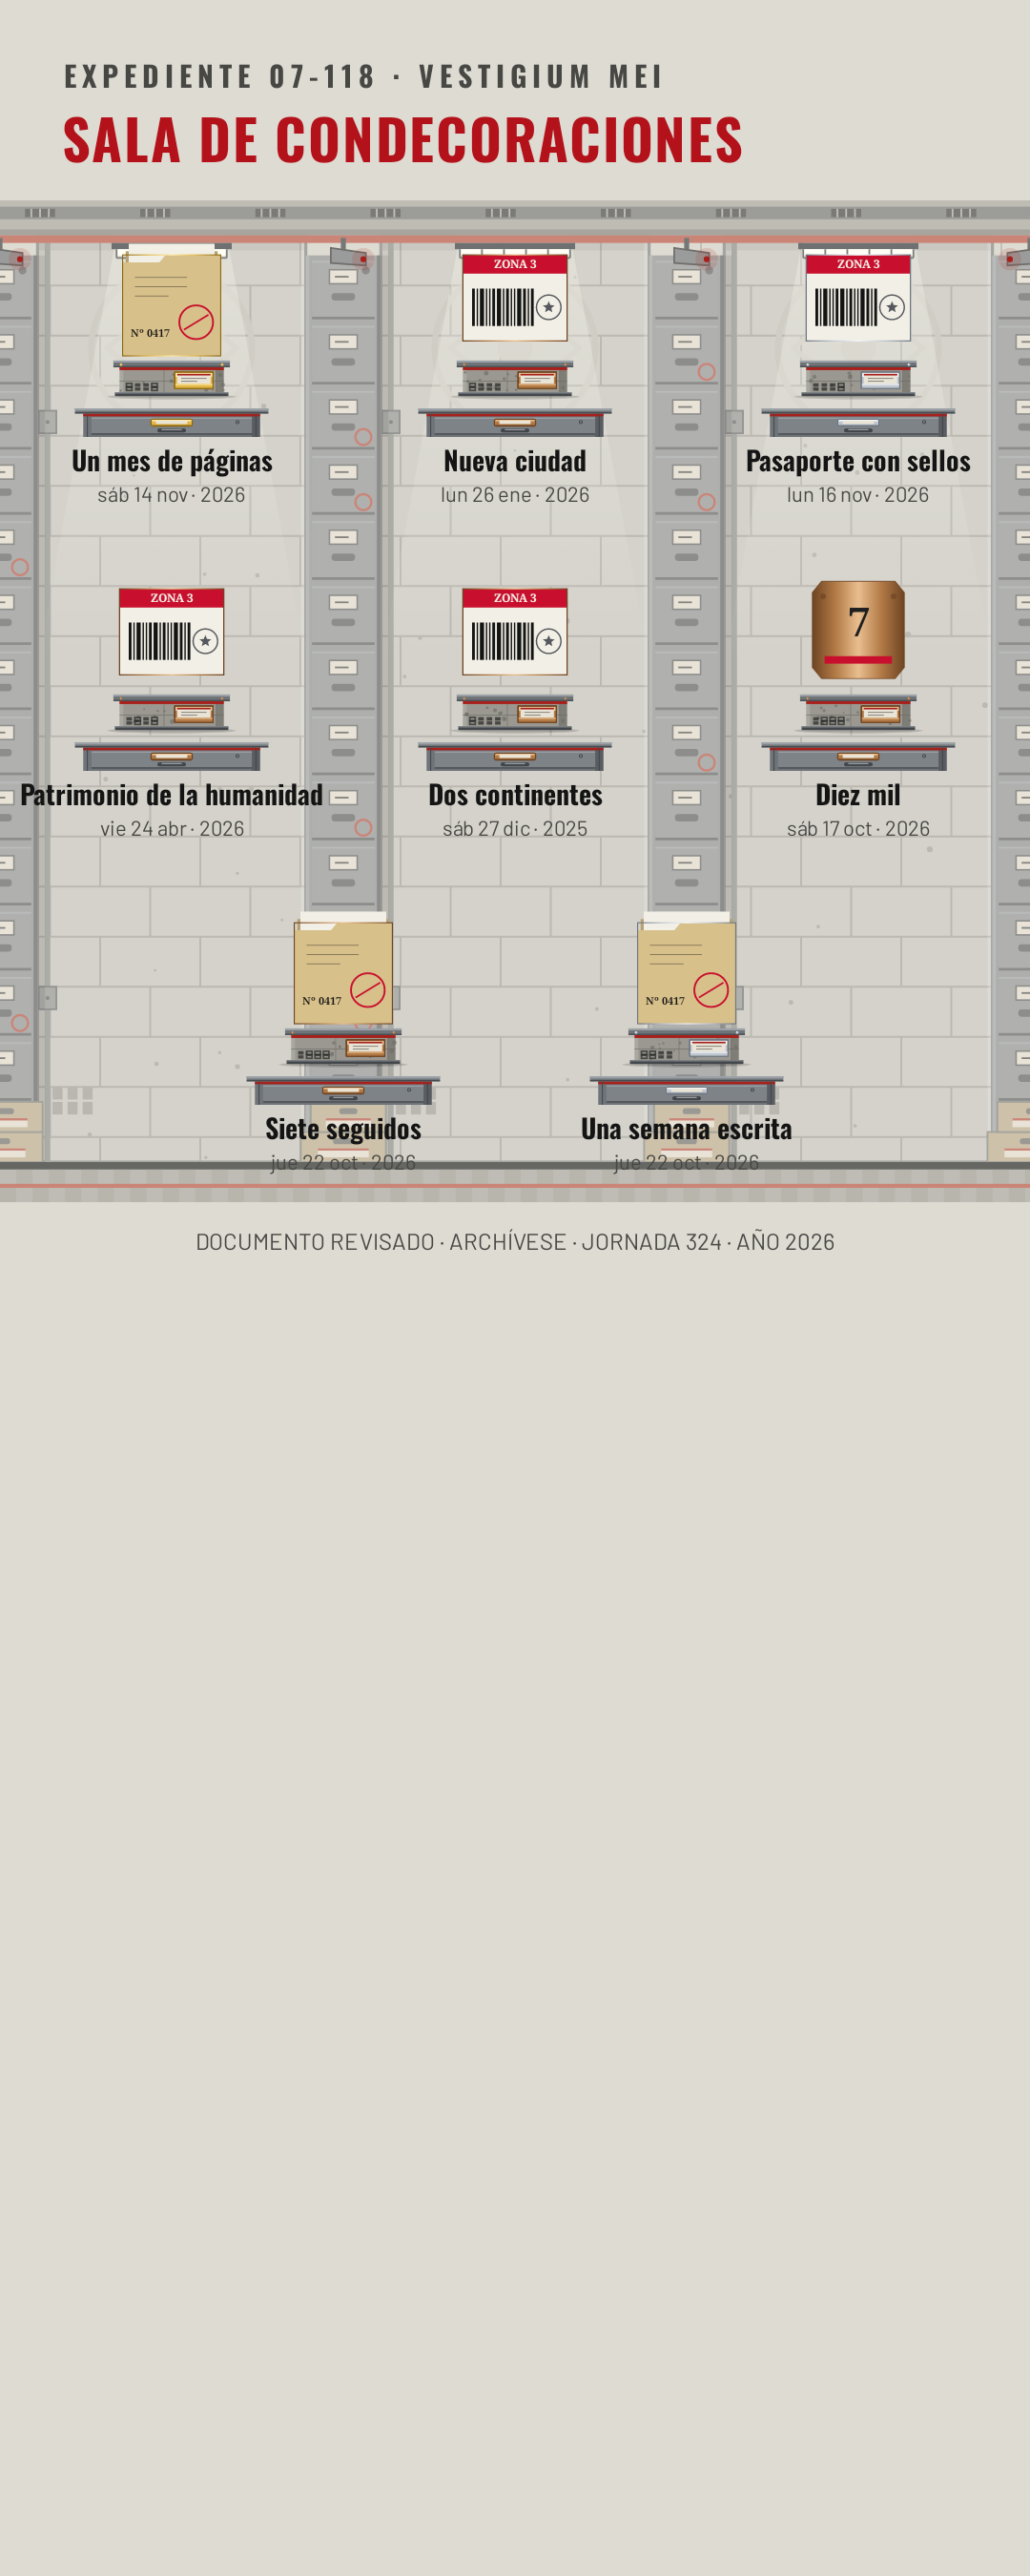 EXPEDIENTE 07-118 · VESTIGIUM MEI
SALA DE CONDECORACIONES
Nº 0417
ZONA 3
ZONA 3
Un mes de páginas
sáb 14 nov · 2026
Nueva ciudad
lun 26 ene · 2026
Pasaporte con sellos
lun 16 nov · 2026
ZONA 3
ZONA 3
7
Patrimonio de la humanidad
vie 24 abr · 2026
Dos continentes
sáb 27 dic · 2025
Diez mil
sáb 17 oct · 2026
Nº 0417
Nº 0417
Siete seguidos
jue 22 oct · 2026
Una semana escrita
jue 22 oct · 2026
DOCUMENTO REVISADO · ARCHÍVESE · JORNADA 324 · AÑO 2026